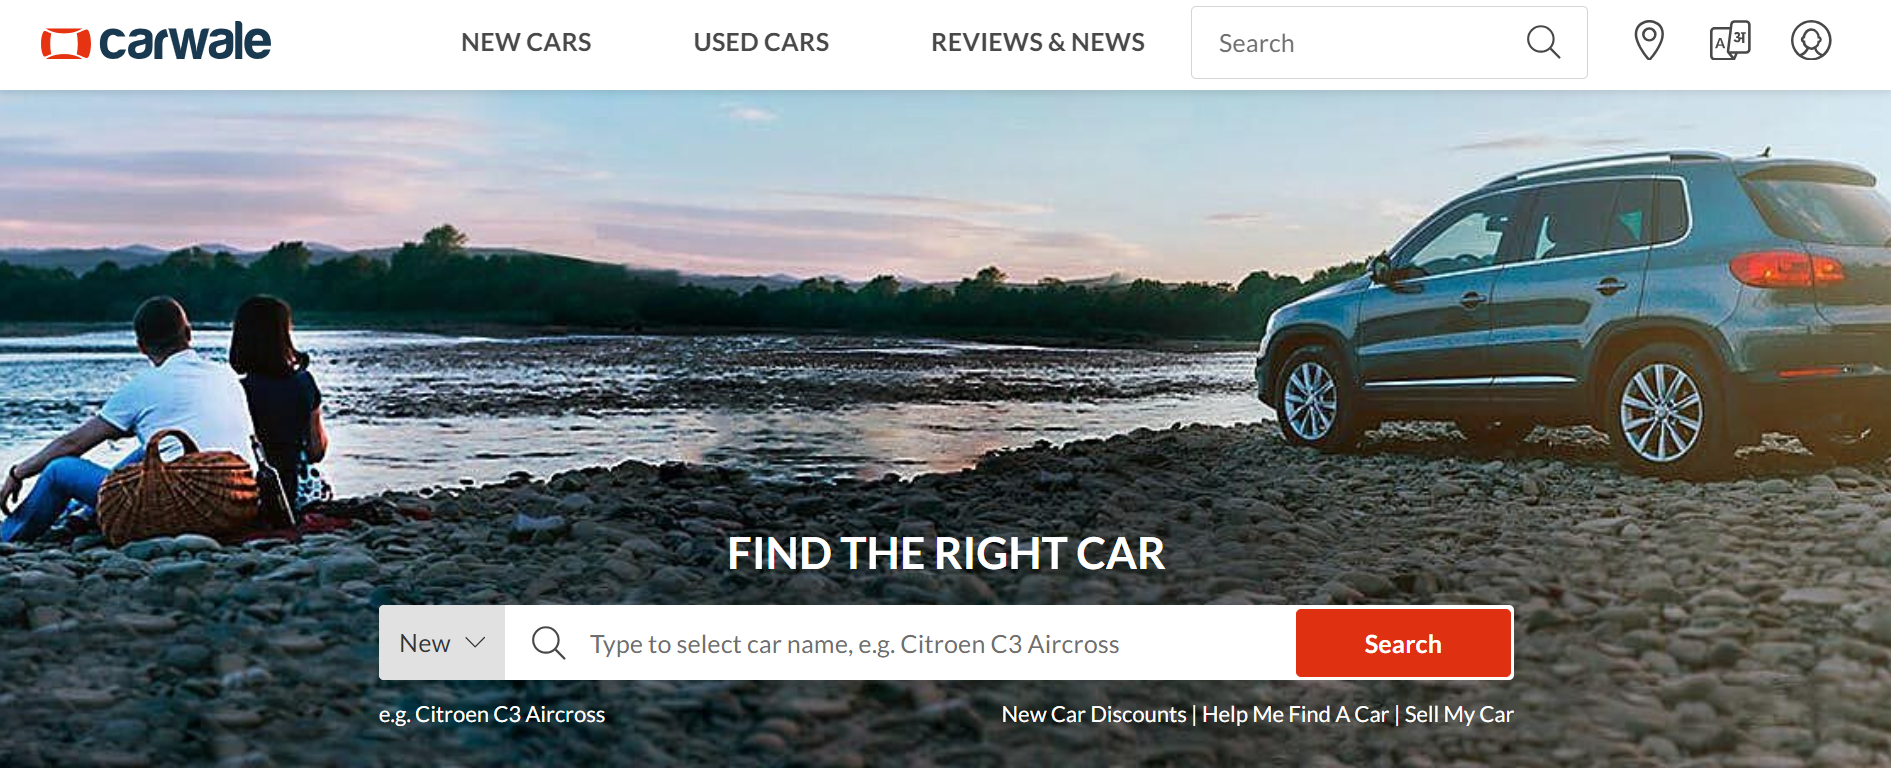 carwale
NEW CARS
USED CARS
REVIEWS & NEWS
Search
A अ
FIND THE RIGHT CAR
New
Type to select car name, e.g. Citroen C3 Aircross
Search
e.g. Citroen C3 Aircross
New Car Discounts | Help Me Find A Car | Sell My Car